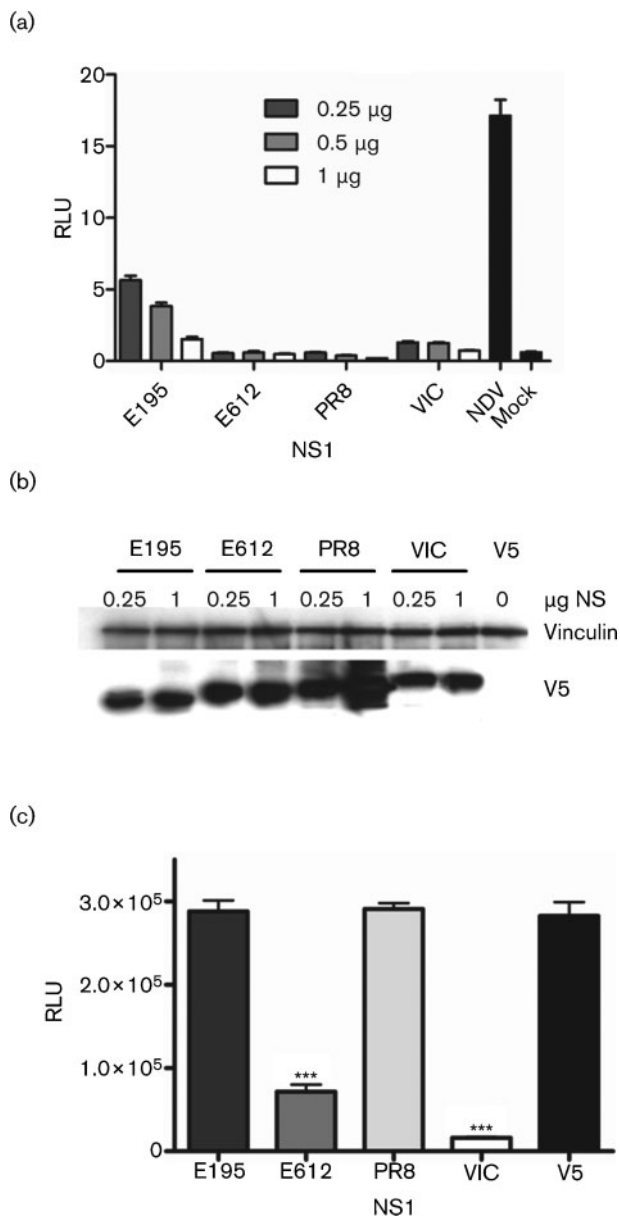 (a)
20
15
10
5
0
RLU
0.25 µg
0.5 µg
1 µg
E195
E612
PR8
VIC
NDV
Mock
NS1
(b)
E195 E612 PR8 VIC V5
0.25 1 0.25 1 0.25 1 0.25 1 0 µg NS
Vinculin
V5
(c)
3.0×10⁵
2.0×10⁵
1.0×10⁵
0
RLU
***
***
E195 E612 PR8 VIC V5
NS1